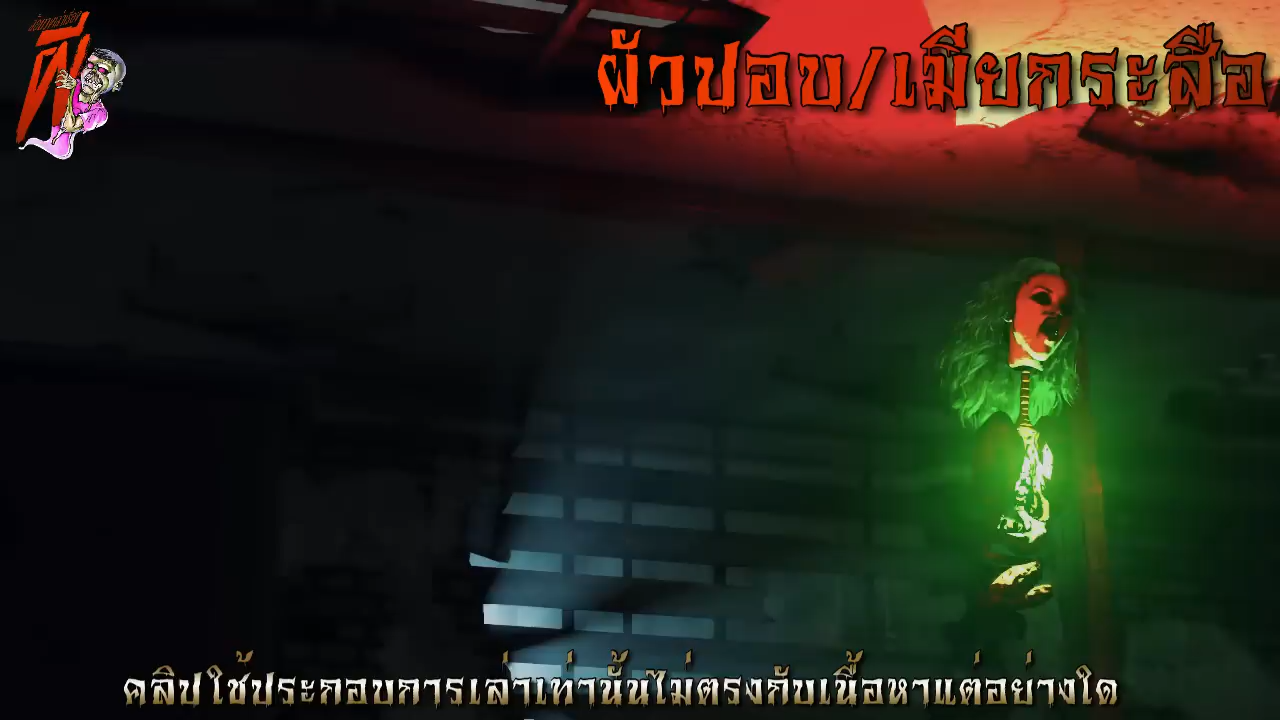 ผี
ผัวปอบ/เมียกระสือ
คลิปใช้ประกอบการเล่าเท่านั้นไม่ตรงกับเนื้อหาแต่อย่างใด